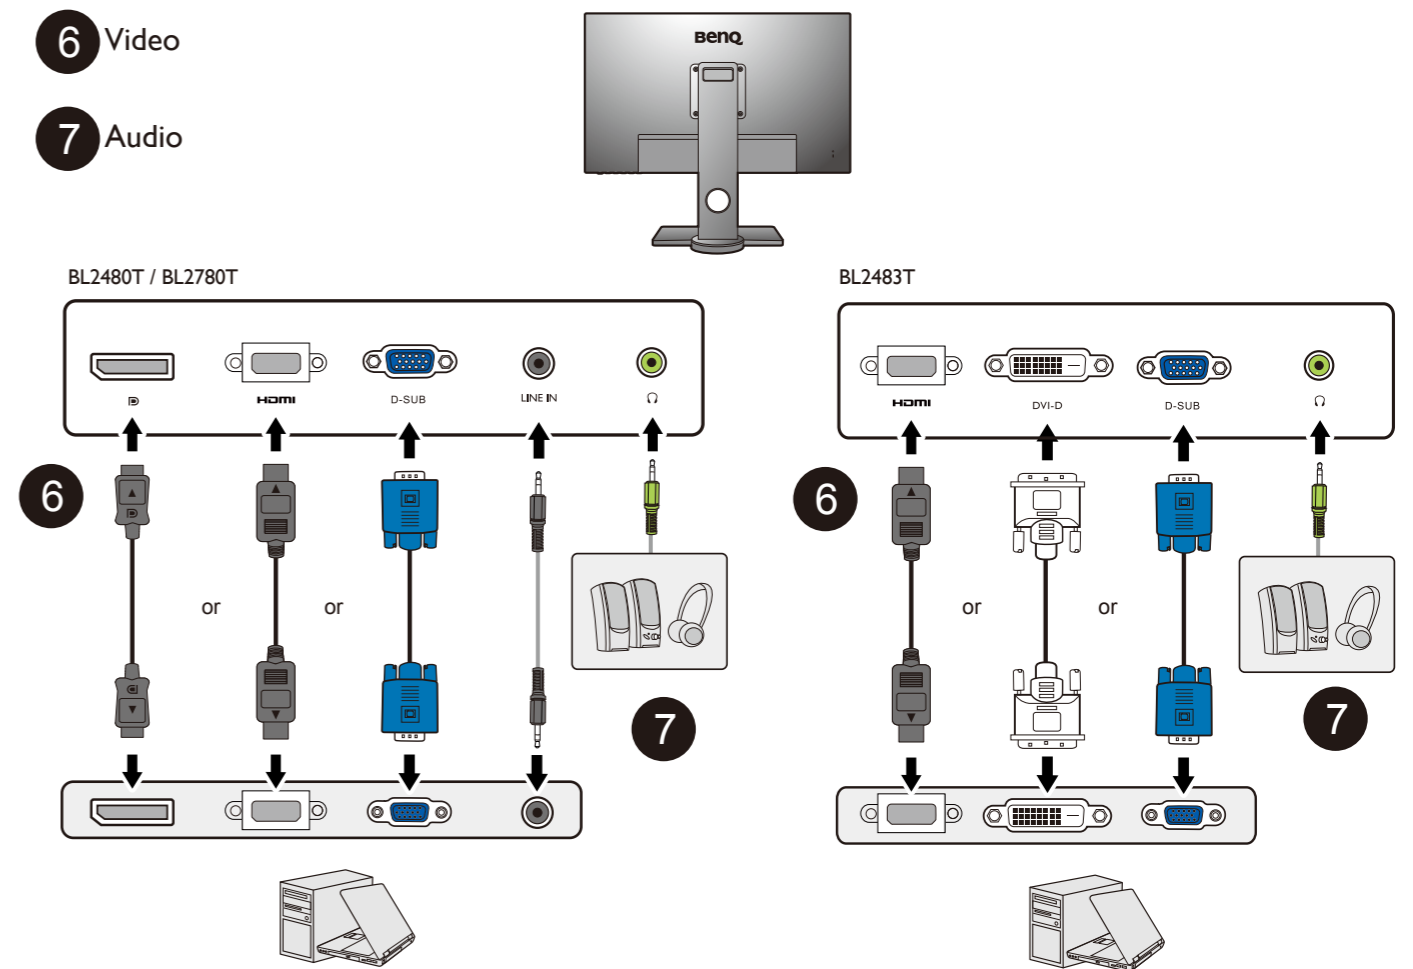 6 Video
BenQ
7 Audio
BL2480T / BL2780T
BL2483T
HDMI
D-SUB
LINE IN
HDMI
DVI-D
D-SUB
6
or
or
7
6
or
or
7